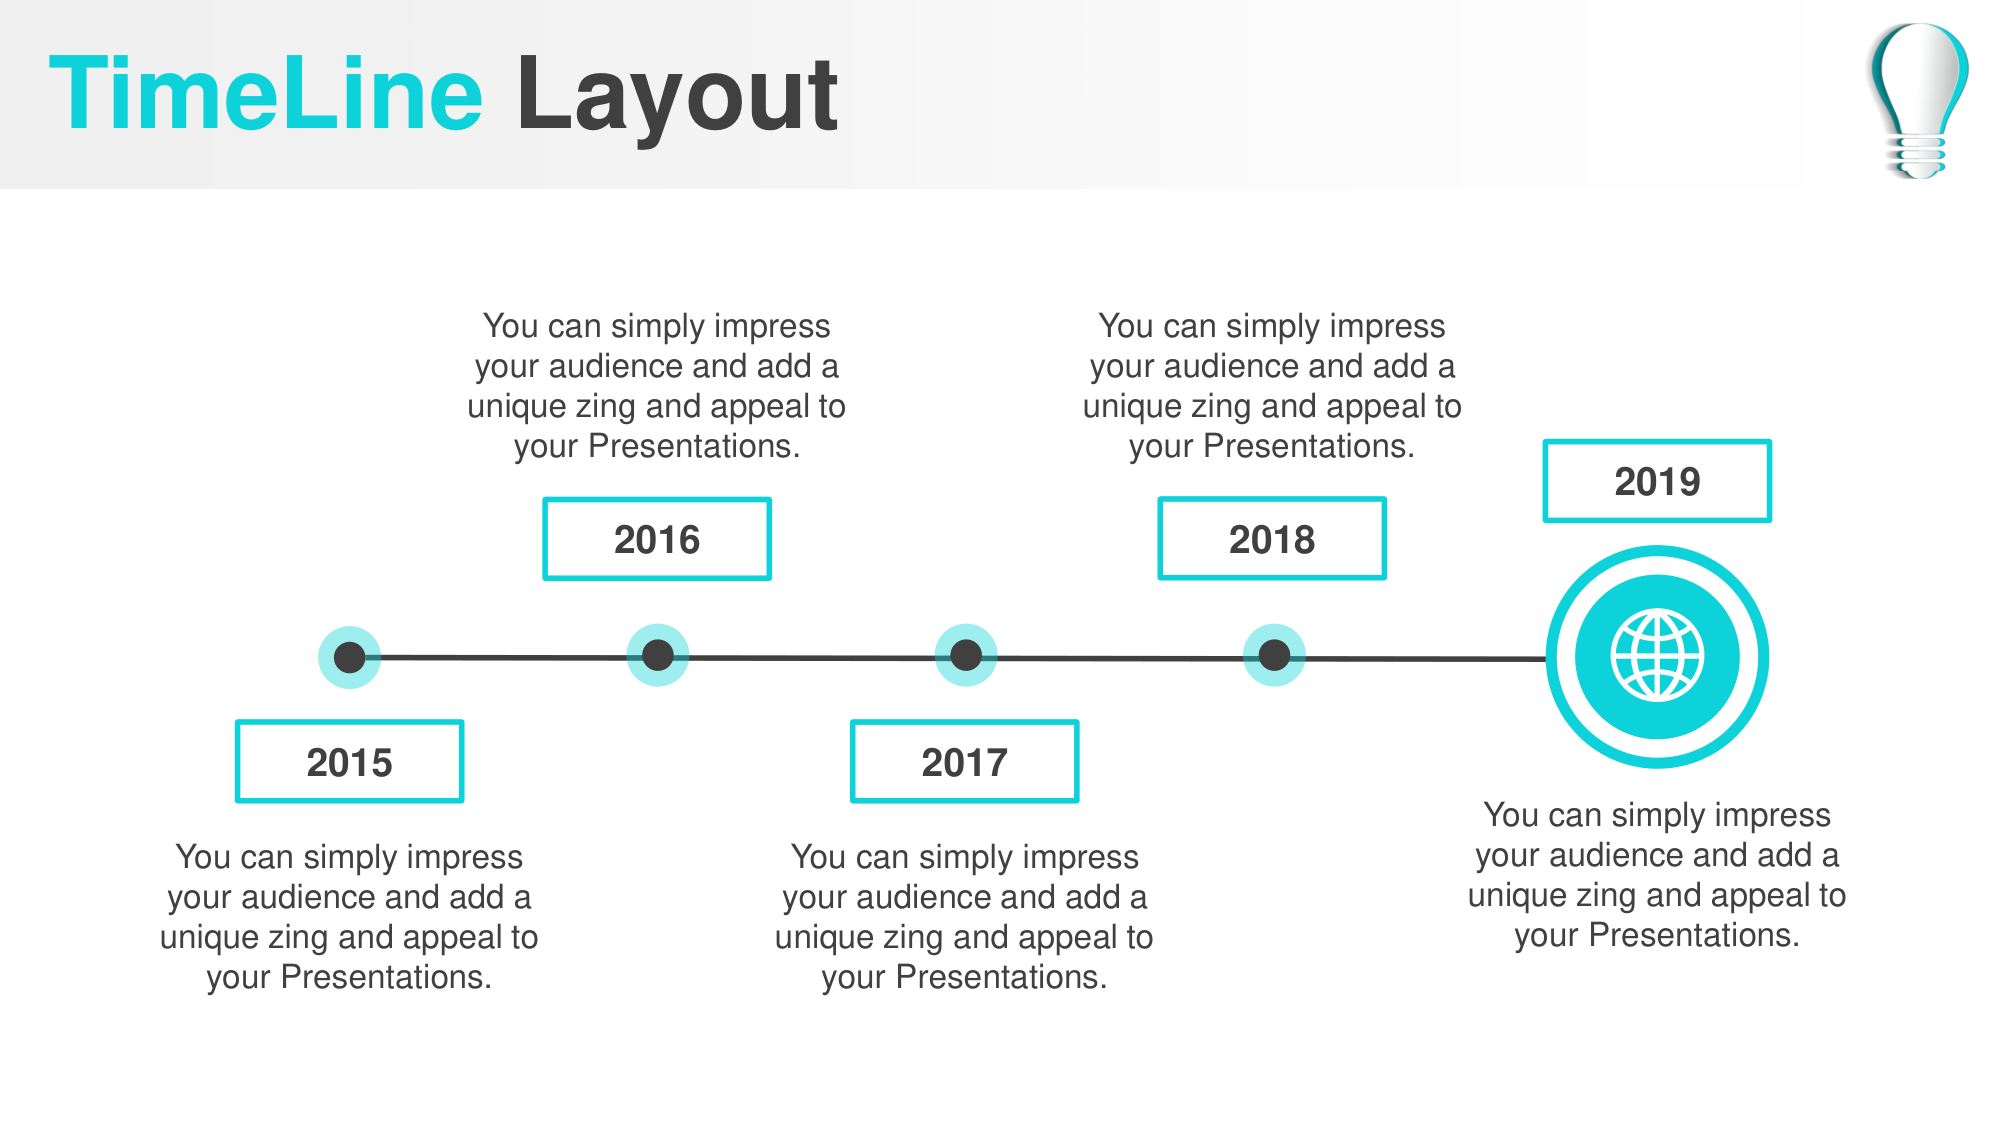 TimeLine Layout
You can simply impress
your audience and add a
unique zing and appeal to
your Presentations.
2016
You can simply impress
your audience and add a
unique zing and appeal to
your Presentations.
2018
2019
2015
You can simply impress
your audience and add a
unique zing and appeal to
your Presentations.
2017
You can simply impress
your audience and add a
unique zing and appeal to
your Presentations.
You can simply impress
your audience and add a
unique zing and appeal to
your Presentations.